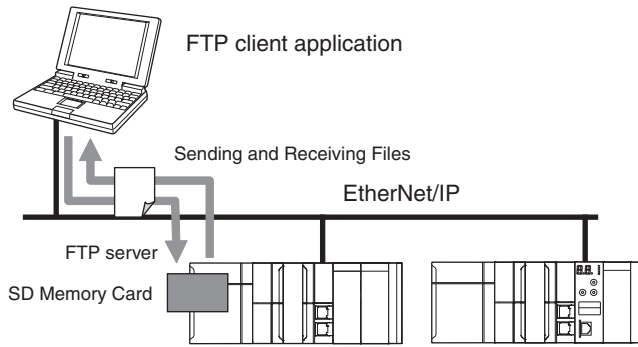 FTP client application
Sending and Receiving Files
EtherNet/IP
FTP server
SD Memory Card